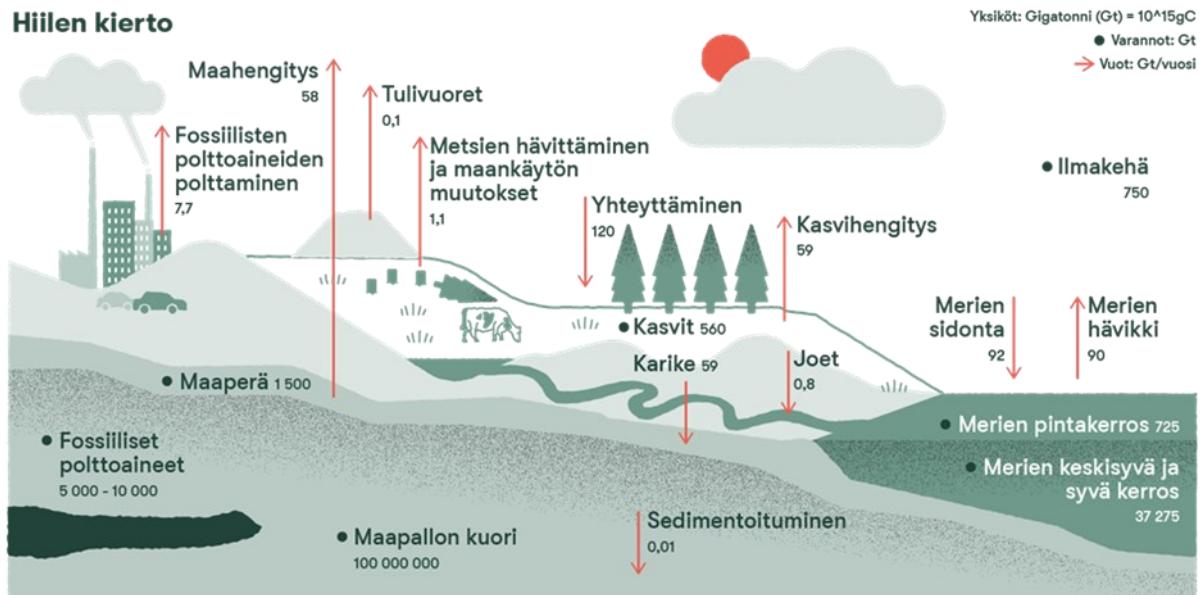 Hiilen kierto
Yksiköt: Gigatonni (Gt) = 10^15gC
Varannot: Gt
Vuot: Gt/vuosi
Maahengitys
58
Tulivuoret
0,1
Fossiilisten
polttoaineiden
polttaminen
7,7
Metsien hävittäminen
ja maankäytön
muutokset
1,1
Yhteyttäminen
120
Kasvihengitys
59
Ilmakehä
750
Merien
sidonta
92
Merien
hävikki
90
Kasvit 560
Karike 59
Joet
0,8
Maaperä 1 500
Merien pintakerros 725
Fossiiliset
polttoaineet
5 000 - 10 000
Merien keskisyvä ja
syvä kerros
37 275
Maapallon kuori
100 000 000
Sedimentoituminen
0,01